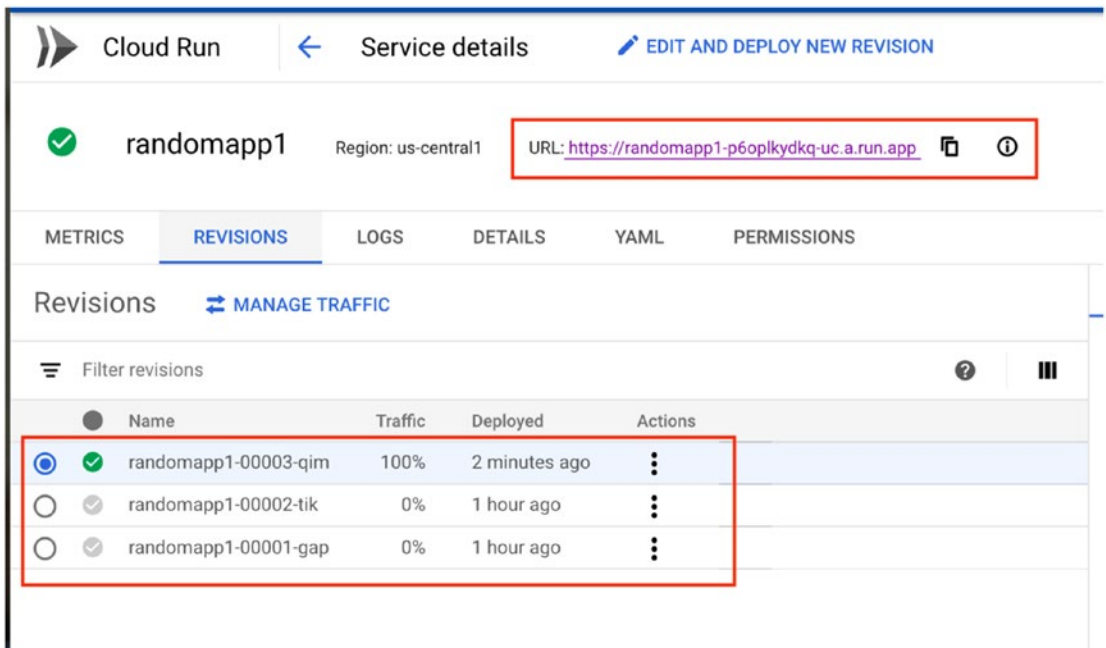 Cloud Run Service details EDIT AND DEPLOY NEW REVISION
randomapp1 Region: us-central1 URL: https://randomapp1-p6oplkydkq-uc.a.run.app
METRICS REVISIONS LOGS DETAILS YAML PERMISSIONS
Revisions MANAGE TRAFFIC
Filter revisions
Name Traffic Deployed Actions
randomapp1-00003-qim 100% 2 minutes ago
randomapp1-00002-tik 0% 1 hour ago
randomapp1-00001-gap 0% 1 hour ago